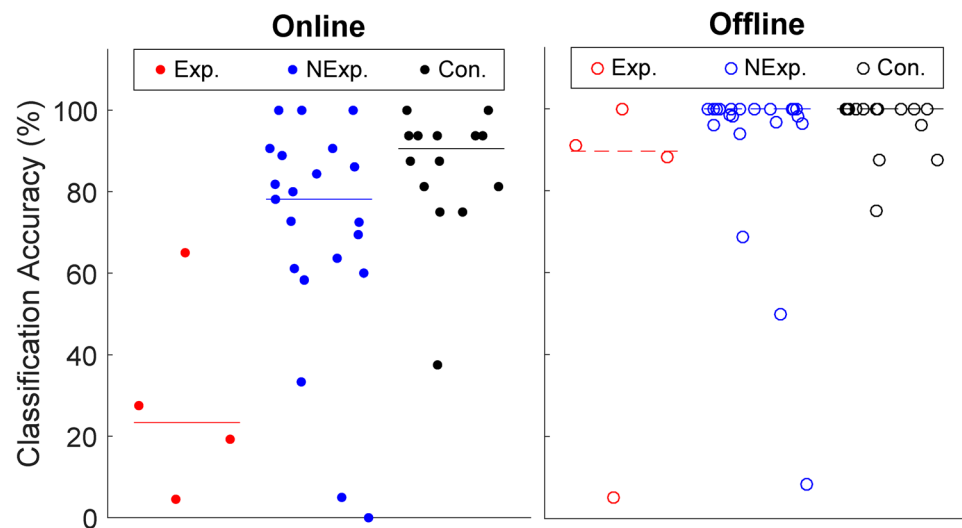 Online
Offline
Exp. NExp. Con.
Exp. NExp. Con.
Classification Accuracy (%)
100
80
60
40
20
0